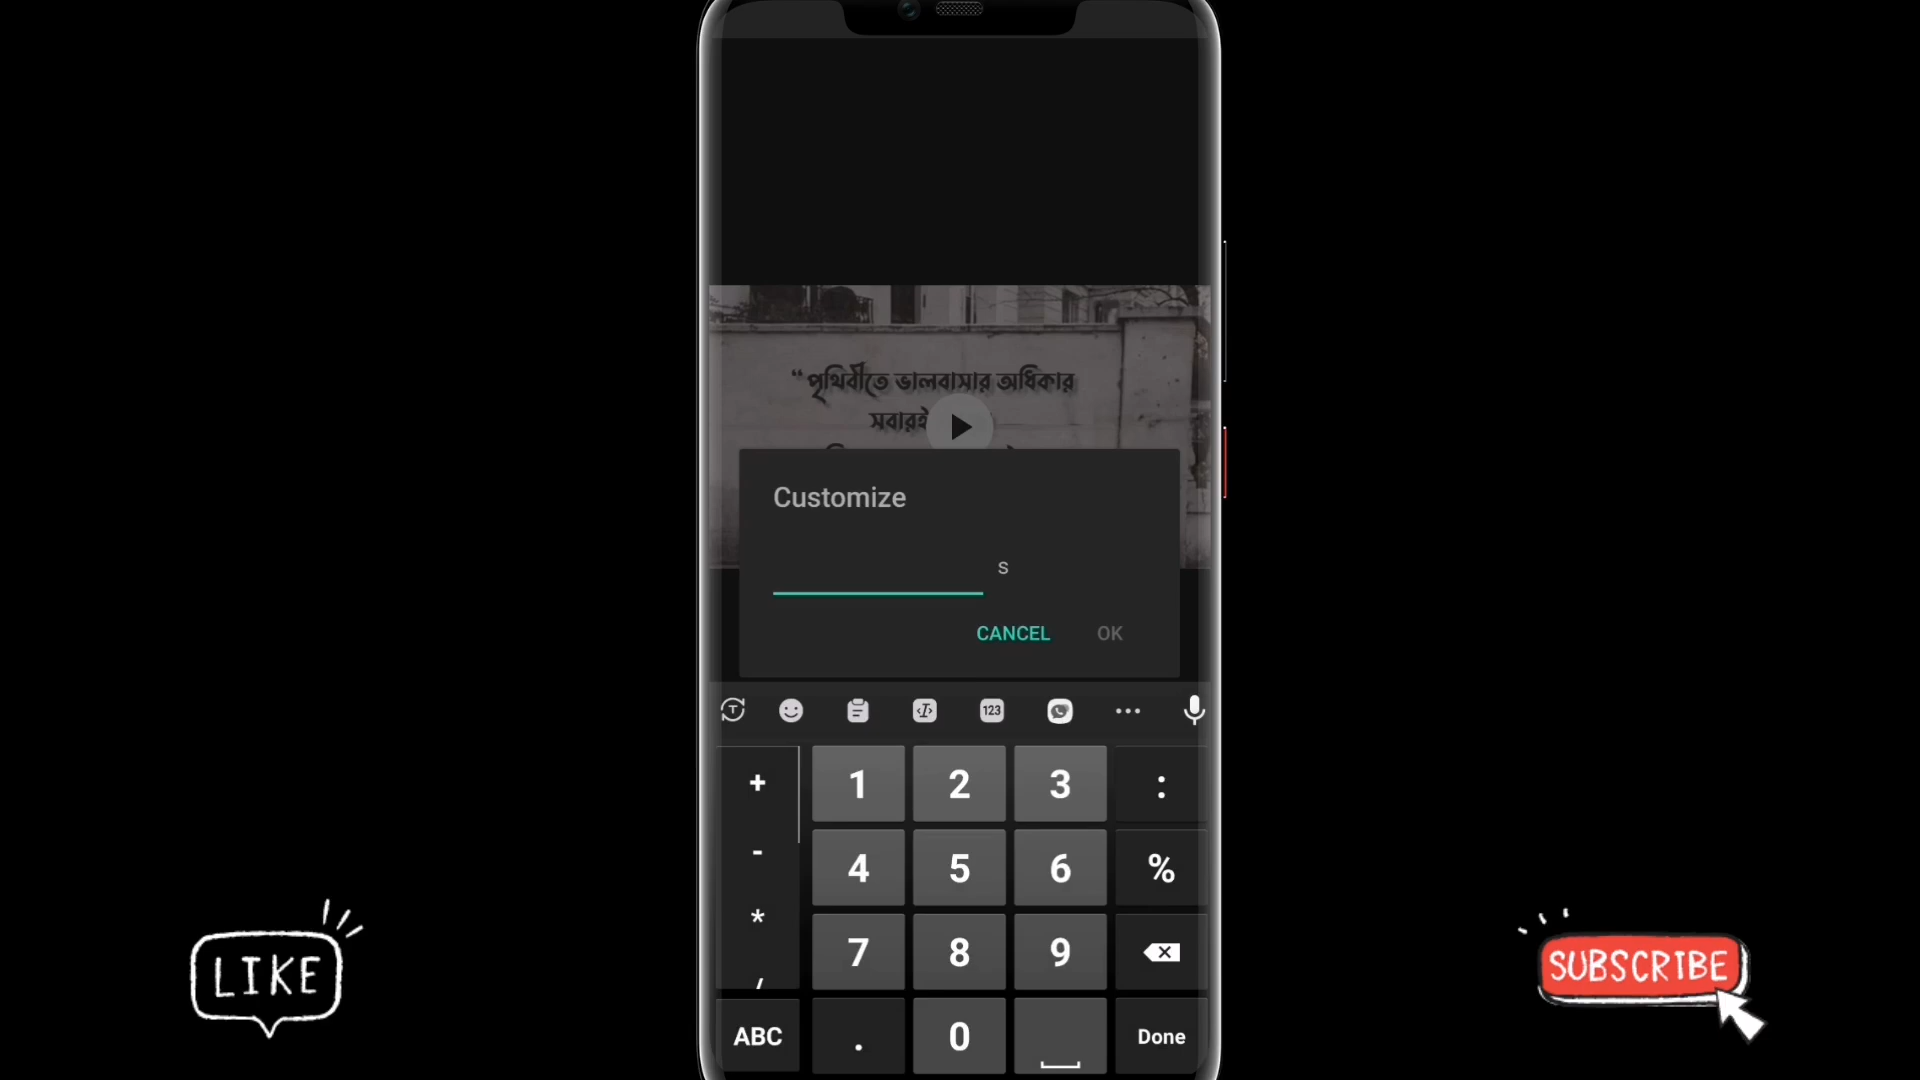 “পৃথিবীতে ভালবাসার অধিকার
সবারই
Customize
s
CANCEL OK
T 123
+ 1 2 3 :
- 4 5 6 %
* 7 8 9
/
ABC . 0 Done
LIKE
SUBSCRIBE